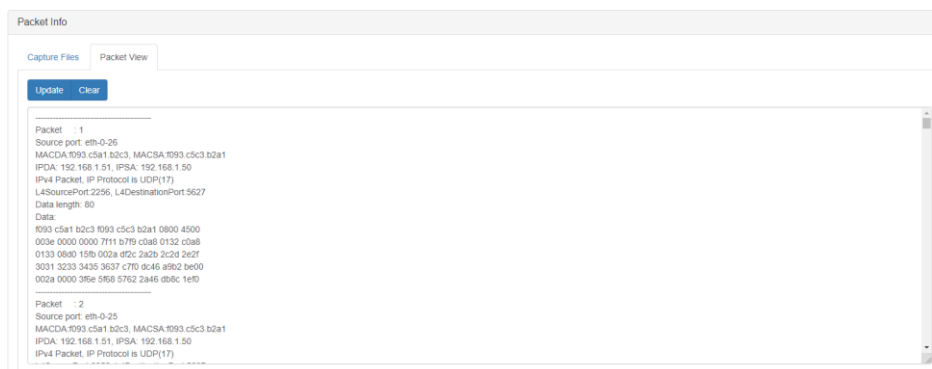 Packet Info
Capture Files Packet View
Update Clear
----------------------------------------
Packet : 1
Source port: eth-0-26
MACDA:f093.c5a1.b2c3, MACSA:f093.c5c3.b2a1
IPDA: 192.168.1.51, IPSA: 192.168.1.50
IPv4 Packet, IP Protocol is UDP(17)
L4SourcePort:2256, L4DestinationPort:5627
Data length: 80
Data:
f093 c5a1 b2c3 f093 c5c3 b2a1 0800 4500
003e 0000 0000 7f11 b7f9 c0a8 0132 c0a8
0133 08d0 15fb 002a df2c 2a2b 2c2d 2e2f
3031 3233 3435 3637 c7f0 dc46 a9b2 be00
002a 0000 3f6e 5f68 5762 2a46 db8c 1ef0
----------------------------------------
Packet : 2
Source port: eth-0-25
MACDA:f093.c5a1.b2c3, MACSA:f093.c5c3.b2a1
IPDA: 192.168.1.51, IPSA: 192.168.1.50
IPv4 Packet, IP Protocol is UDP(17)